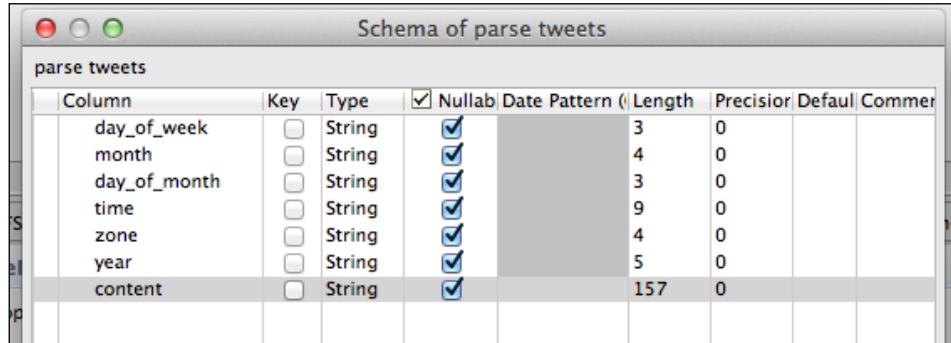 Schema of parse tweets
parse tweets
Column Key Type Nullab Date Pattern ( Length Precision Defaul Commen
day_of_week String 3 0
month String 4 0
day_of_month String 3 0
time String 9 0
zone String 4 0
year String 5 0
content String 157 0